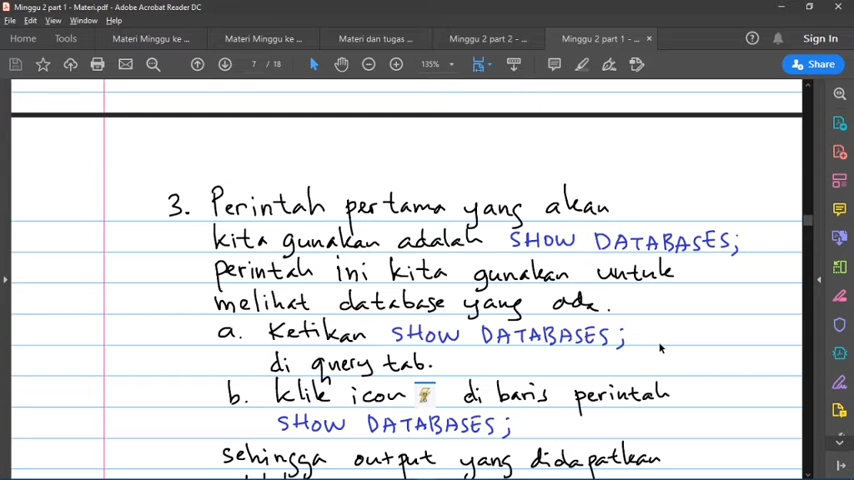 Minggu 2 part 1 - Materi.pdf - Adobe Acrobat Reader DC
File Edit View Window Help
Home Tools Materi Minggu ke ... Materi Minggu ke ... Materi dan tugas ... Minggu 2 part 2 - ... Minggu 2 part 1 - ... × Sign In
7 / 18 135% Share
3. Perintah pertama yang akan
kita gunakan adalah SHOW DATABASES;
perintah ini kita gunakan untuk
melihat database yang ada.
a. Ketikan SHOW DATABASES;
di query tab.
b. Klik icon di baris perintah
SHOW DATABASES;
sehingga output yang didapatkan